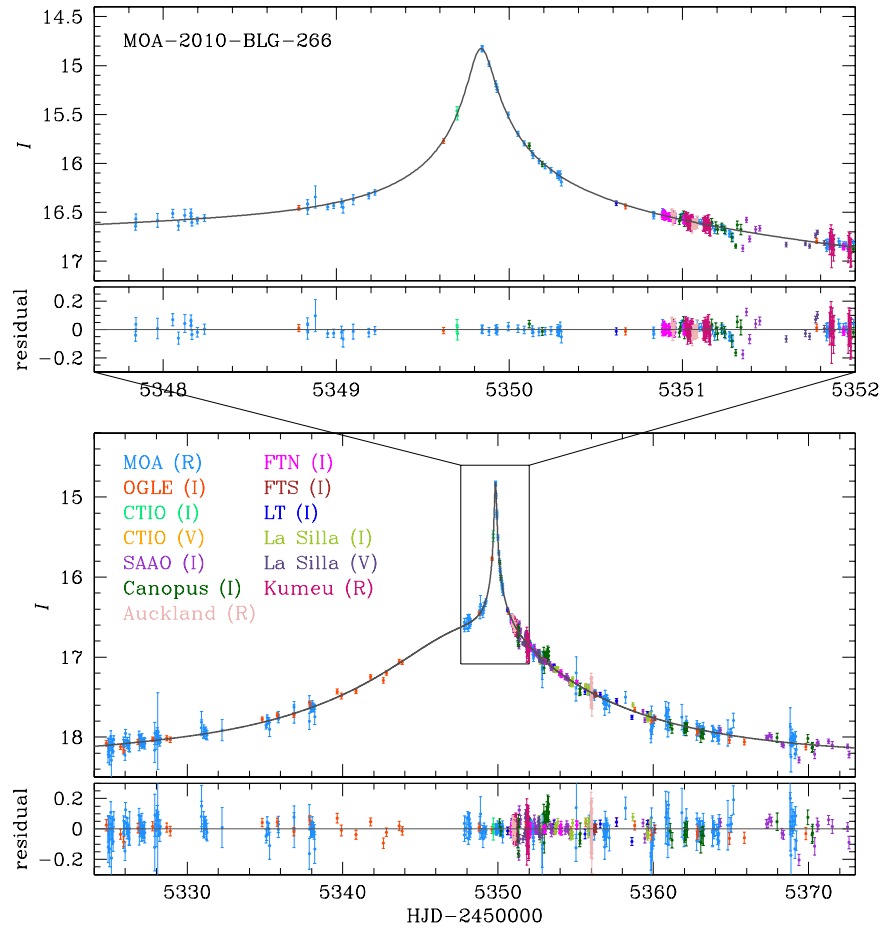 14.5
MOA-2010-BLG-266
15
15.5
I
16
16.5
17
0.2
residual
0
-0.2
5348 5349 5350 5351 5352
MOA (R) FTN (I)
15
OGLE (I) FTS (I)
CTIO (I) LT (I)
CTIO (V) La Silla (I)
SAAO (I) La Silla (V)
16
Canopus (I) Kumeu (R)
I
Auckland (R)
17
18
0.2
residual
0
-0.2
5330 5340 5350 5360 5370
HJD-2450000